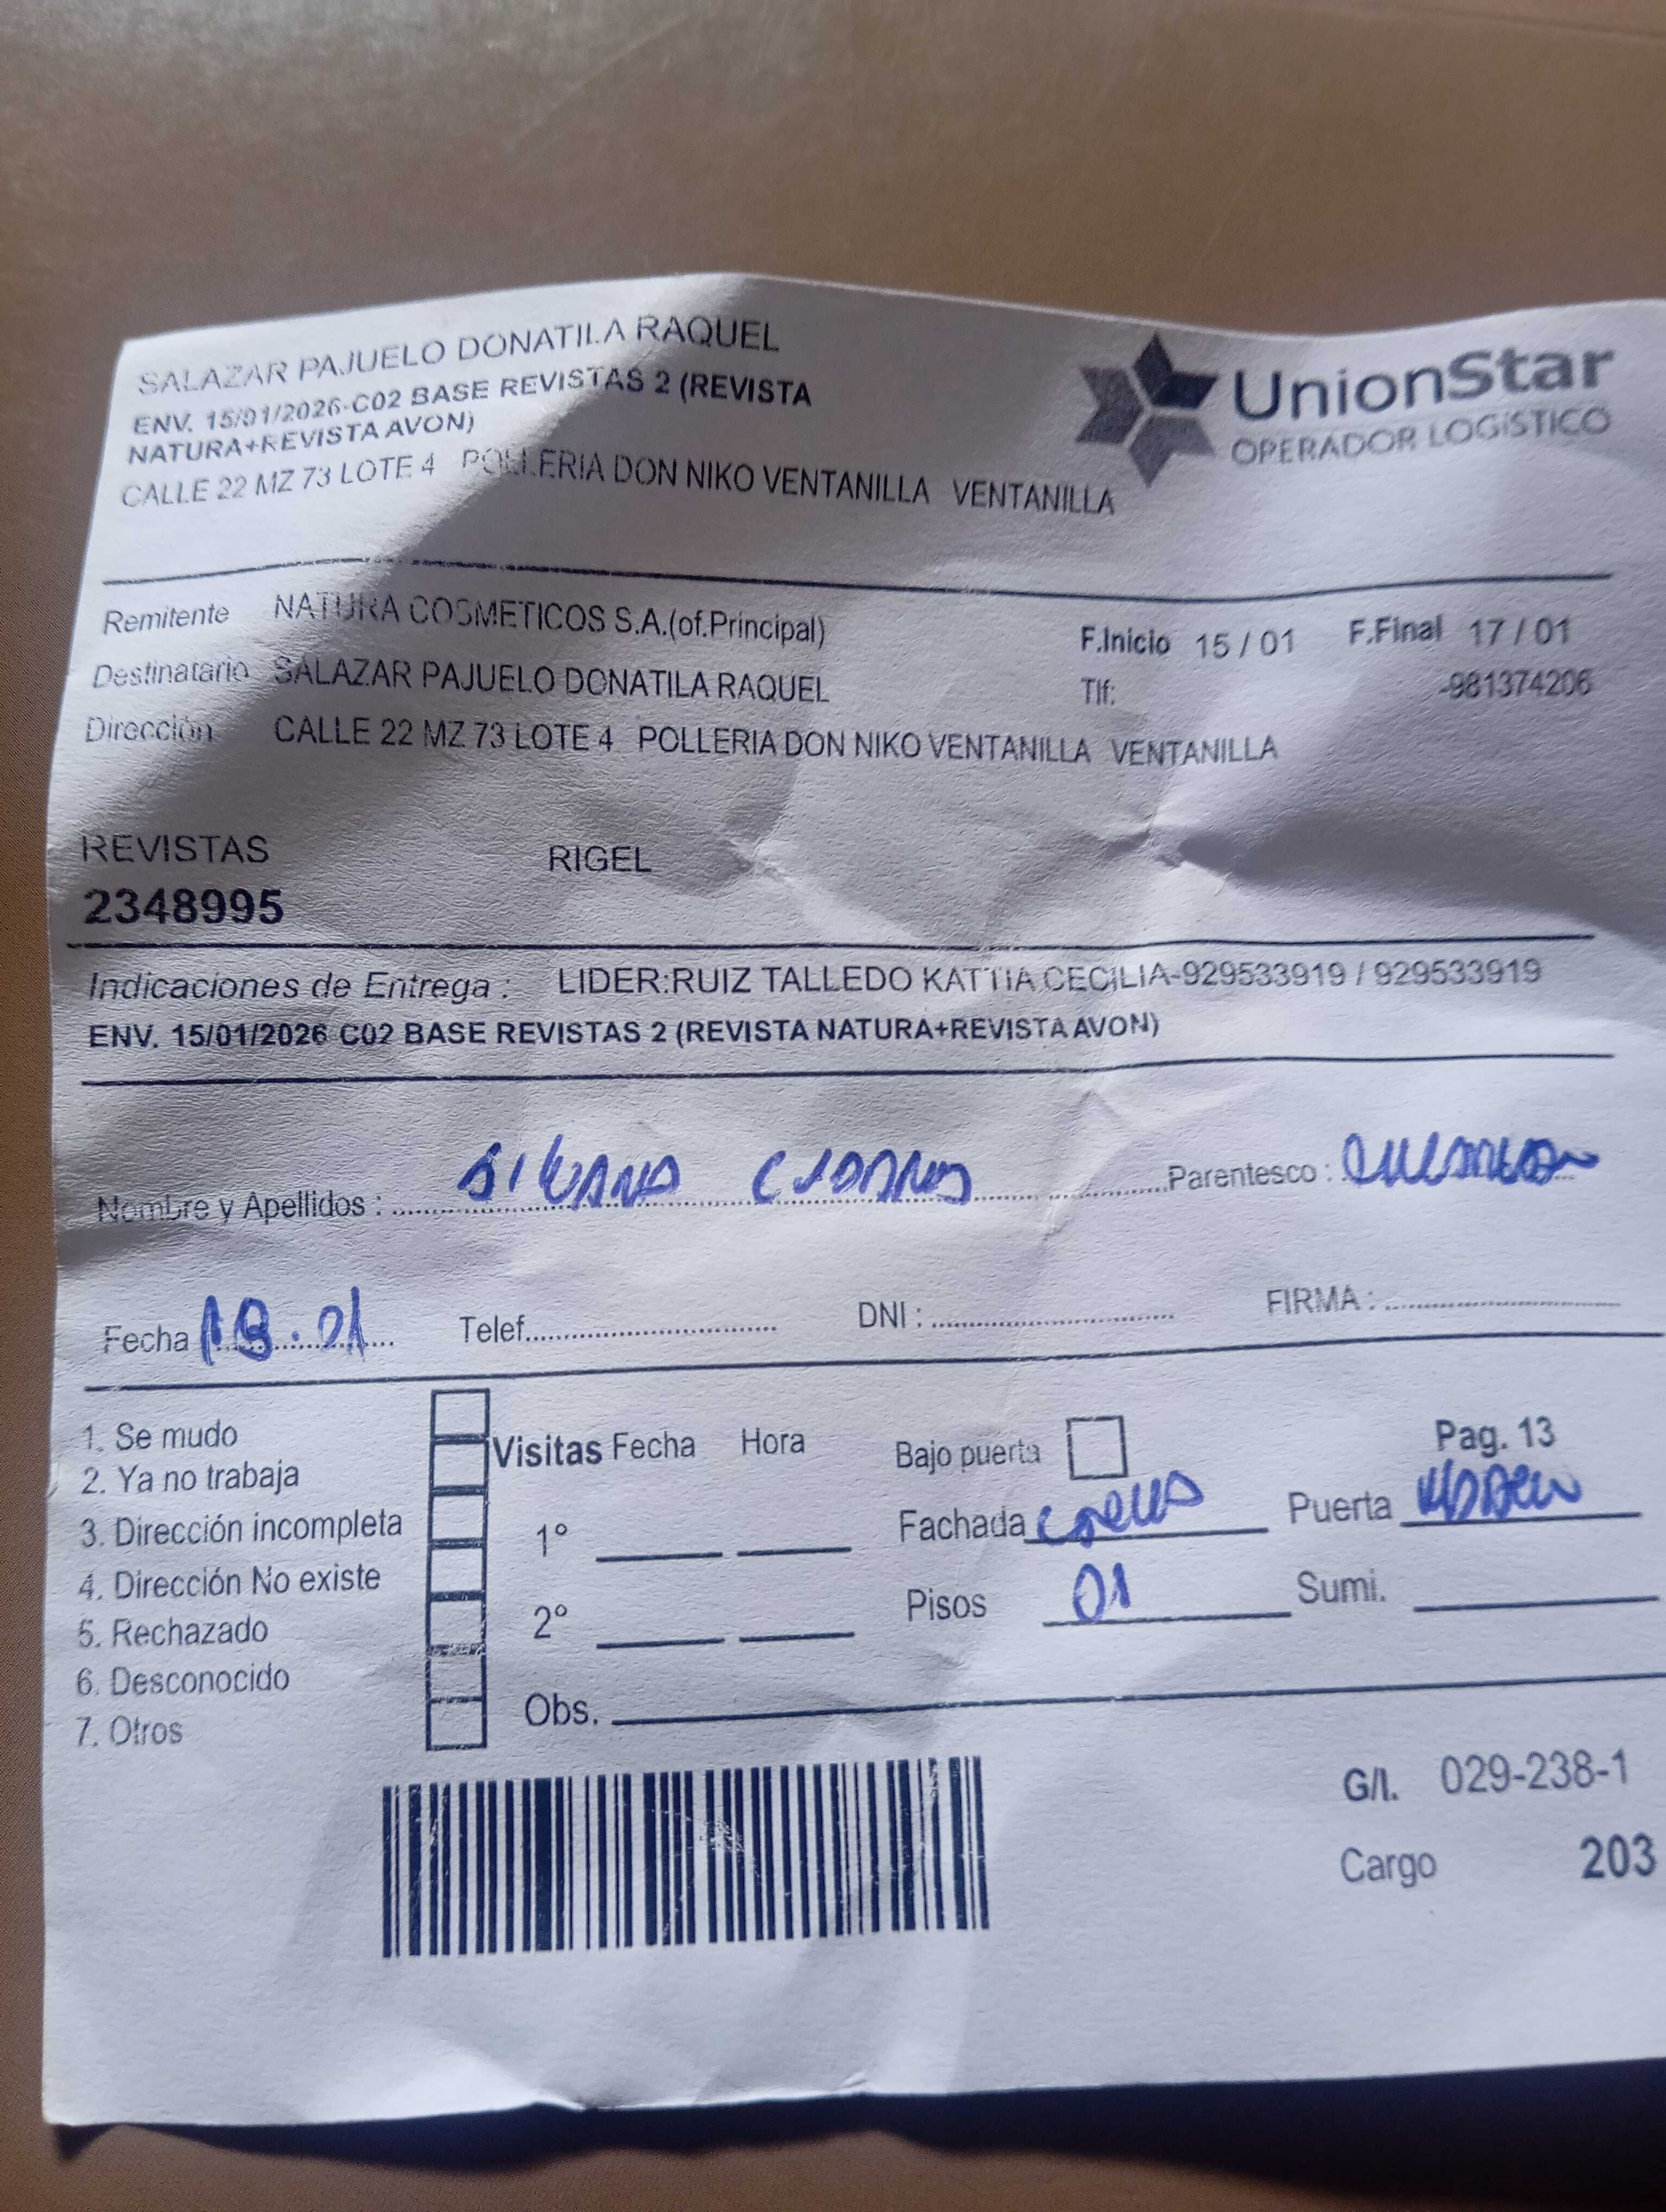 SALAZAR PAJUELO DONATILA RAQUEL
ENV. 15/01/2026-C02 BASE REVISTAS 2 (REVISTA
NATURA+REVISTA AVON)
CALLE 22 MZ 73 LOTE 4 POLLERIA DON NIKO VENTANILLA VENTANILLA
UnionStar
OPERADOR LOGÍSTICO
Remitente NATURA COSMETICOS S.A.(of.Principal)
F.Inicio 15 / 01 F.Final 17 / 01
Destinatario SALAZAR PAJUELO DONATILA RAQUEL
Tlf: -981374206
Dirección CALLE 22 MZ 73 LOTE 4 POLLERIA DON NIKO VENTANILLA VENTANILLA
REVISTAS RIGEL
2348995
Indicaciones de Entrega : LIDER:RUIZ TALLEDO KATTIA CECILIA-929533919 / 929533919
ENV. 15/01/2026 C02 BASE REVISTAS 2 (REVISTA NATURA+REVISTA AVON)
Nombre y Apellidos : Parentesco :
Fecha Telef. DNI : FIRMA :
1. Se mudo
2. Ya no trabaja
3. Dirección incompleta
4. Dirección No existe
5. Rechazado
6. Desconocido
7. Otros
Visitas Fecha Hora
1°
2°
Obs.
Bajo puerta Pag. 13
Fachada Puerta
Pisos 01 Sumi.
G/I. 029-238-1
Cargo 203